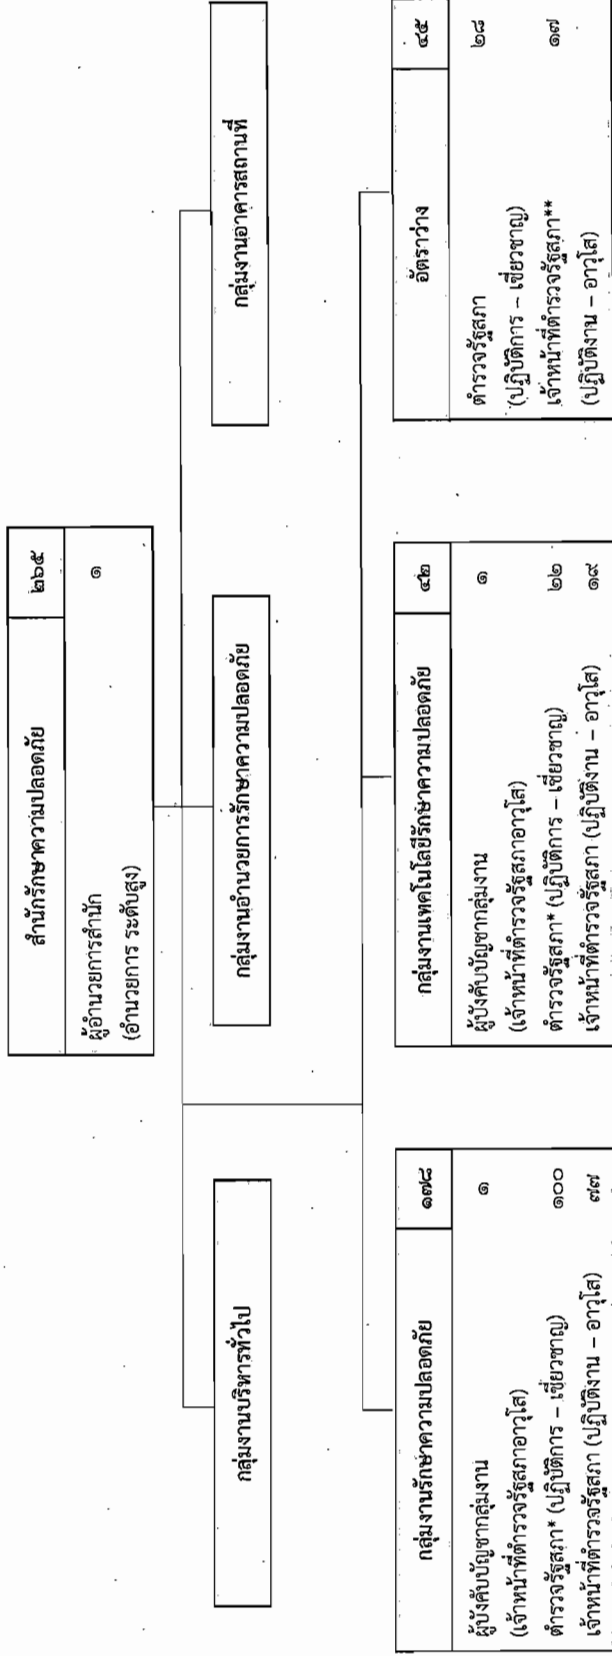 สำนักรักษาความปลอดภัย ๒๖๕
ผู้อำนวยการสำนัก ๑
(อำนวยการ ระดับสูง)
กลุ่มงานบริหารทั่วไป
กลุ่มงานอำนวยการรักษาความปลอดภัย
กลุ่มงานอาคารสถานที่
กลุ่มงานรักษาความปลอดภัย ๑๗๘
ผู้บังคับบัญชากลุ่มงาน ๑
(เจ้าหน้าที่ตำรวจรัฐสภาอาวุโส)
ตำรวจรัฐสภา* (ปฏิบัติการ – เชี่ยวชาญ) ๑๐๐
เจ้าหน้าที่ตำรวจรัฐสภา (ปฏิบัติงาน – อาวุโส) ๗๗
กลุ่มงานเทคโนโลยีรักษาความปลอดภัย ๔๒
ผู้บังคับบัญชากลุ่มงาน ๑
(เจ้าหน้าที่ตำรวจรัฐสภาอาวุโส)
ตำรวจรัฐสภา* (ปฏิบัติการ – เชี่ยวชาญ) ๒๒
เจ้าหน้าที่ตำรวจรัฐสภา (ปฏิบัติงาน – อาวุโส) ๑๙
อัตราว่าง ๔๕
ตำรวจรัฐสภา ๒๘
(ปฏิบัติการ – เชี่ยวชาญ)
เจ้าหน้าที่ตำรวจรัฐสภา** ๑๗
(ปฏิบัติงาน – อาวุโส)